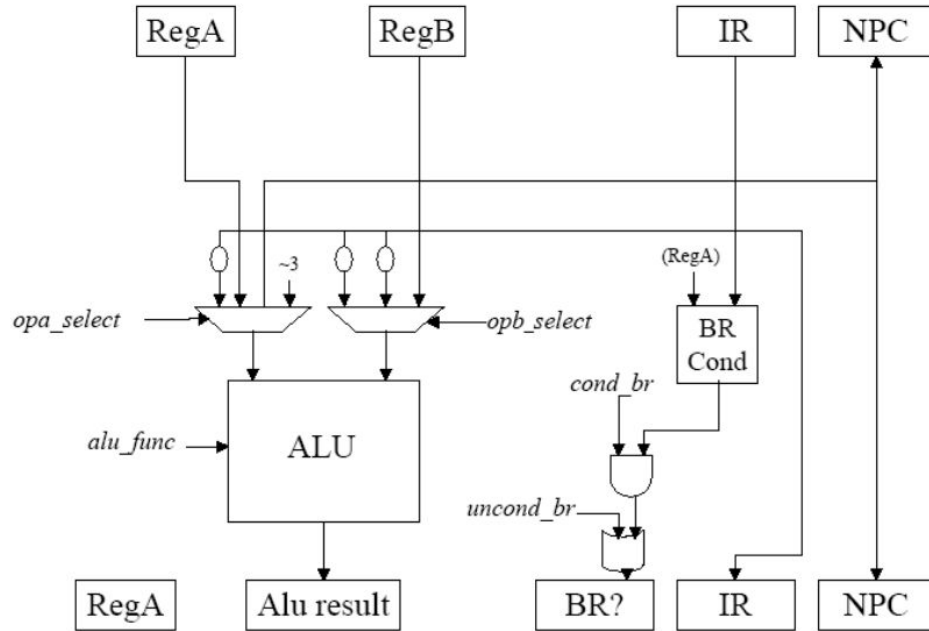 RegA
RegB
IR
NPC
~3
(RegA)
opa_select
opb_select
BR
Cond
cond_br
alu_func
ALU
uncond_br
RegA
Alu result
BR?
IR
NPC